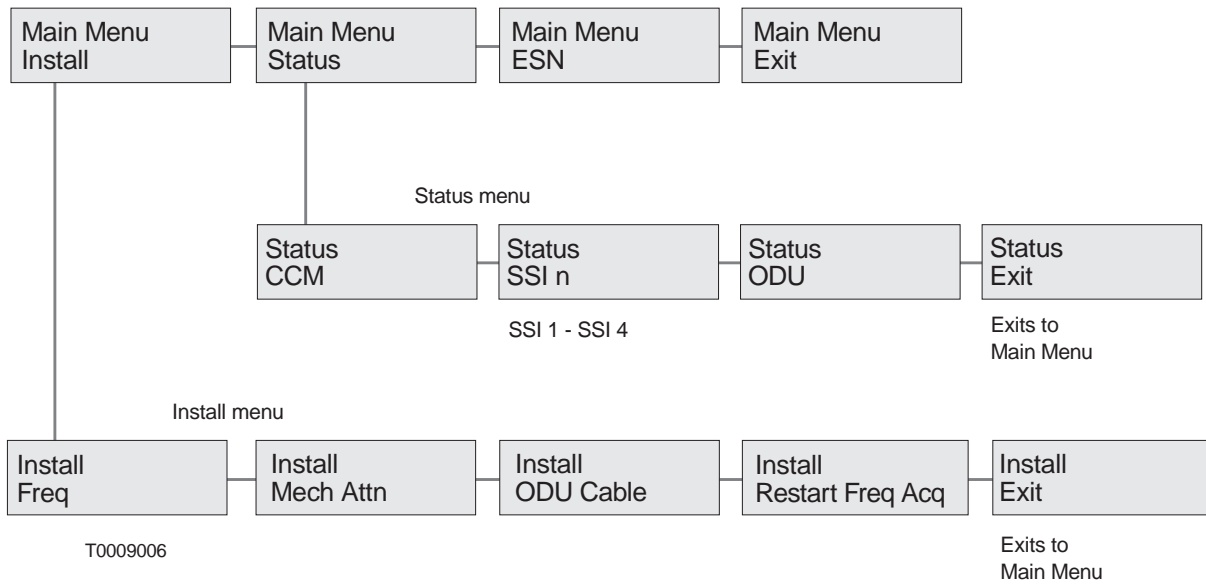 Main Menu
Install
Main Menu
Status
Main Menu
ESN
Main Menu
Exit
Status menu
Status
CCM
Status
SSI n
Status
ODU
Status
Exit
SSI 1 - SSI 4
Exits to
Main Menu
Install menu
Install
Freq
Install
Mech Attn
Install
ODU Cable
Install
Restart Freq Acq
Install
Exit
T0009006
Exits to
Main Menu